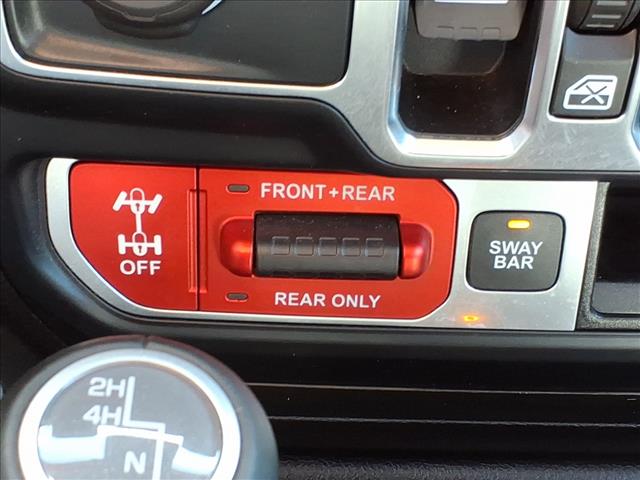 FRONT+REAR
OFF
REAR ONLY
SWAY
BAR
2H
4H
N